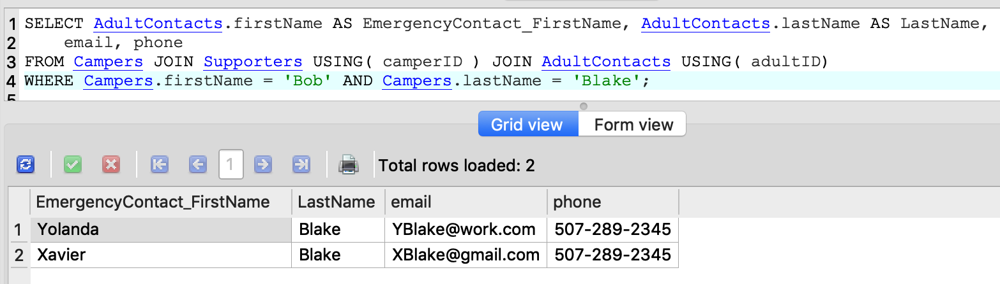 1 SELECT AdultContacts.firstName AS EmergencyContact_FirstName, AdultContacts.lastName AS LastName,
2 email, phone
3 FROM Campers JOIN Supporters USING( camperID ) JOIN AdultContacts USING( adultID)
4 WHERE Campers.firstName = 'Bob' AND Campers.lastName = 'Blake';
5
Grid view Form view
1 Total rows loaded: 2
EmergencyContact_FirstName LastName email phone
1 Yolanda Blake YBlake@work.com 507-289-2345
2 Xavier Blake XBlake@gmail.com 507-289-2345